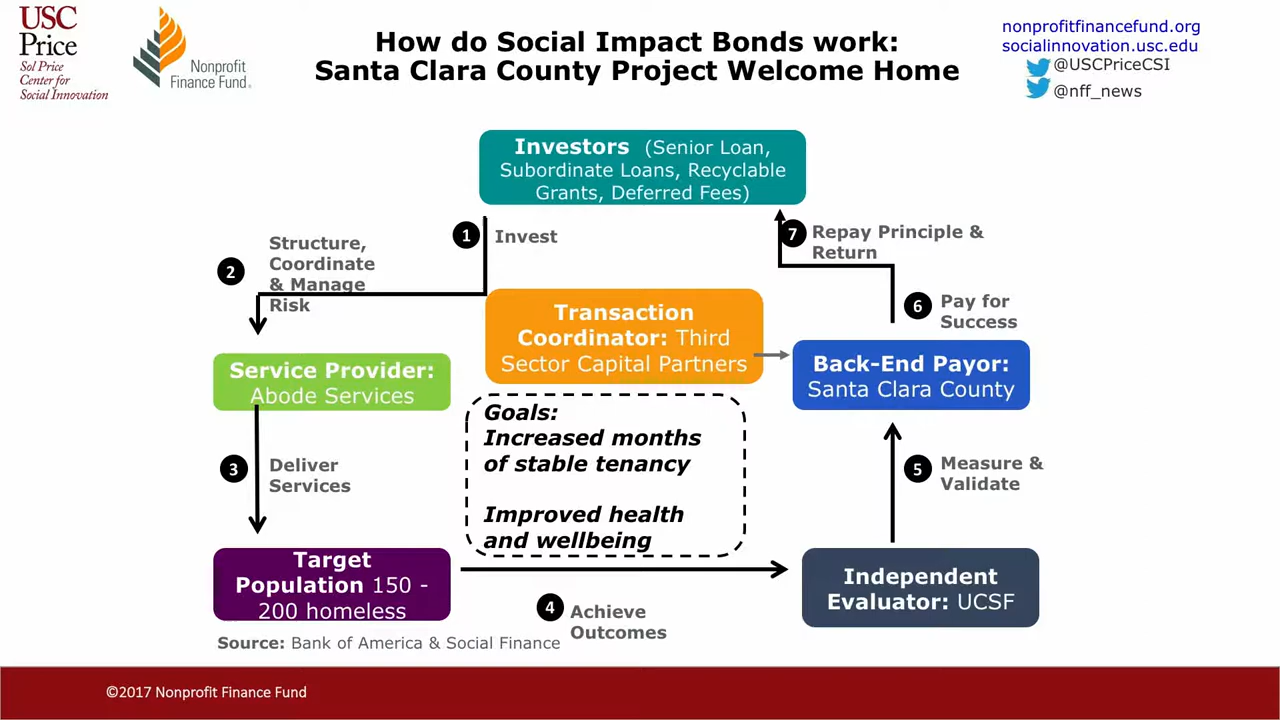 USC
Price
Sol Price
Center for
Social Innovation
Nonprofit
Finance Fund.
How do Social Impact Bonds work:
Santa Clara County Project Welcome Home
nonprofitfinancefund.org
socialinnovation.usc.edu
@USCPriceCSI
@nff_news
Investors (Senior Loan,
Subordinate Loans, Recyclable
Grants, Deferred Fees)
1
Invest
2
Structure,
Coordinate
& Manage
Risk
7
Repay Principle &
Return
6
Pay for
Success
Transaction
Coordinator: Third
Sector Capital Partners
Service Provider:
Abode Services
Back-End Payor:
Santa Clara County
Goals:
Increased months
of stable tenancy
Improved health
and wellbeing
3
Deliver
Services
5
Measure &
Validate
Target
Population 150 -
200 homeless
4
Achieve
Outcomes
Independent
Evaluator: UCSF
Source: Bank of America & Social Finance
©2017 Nonprofit Finance Fund